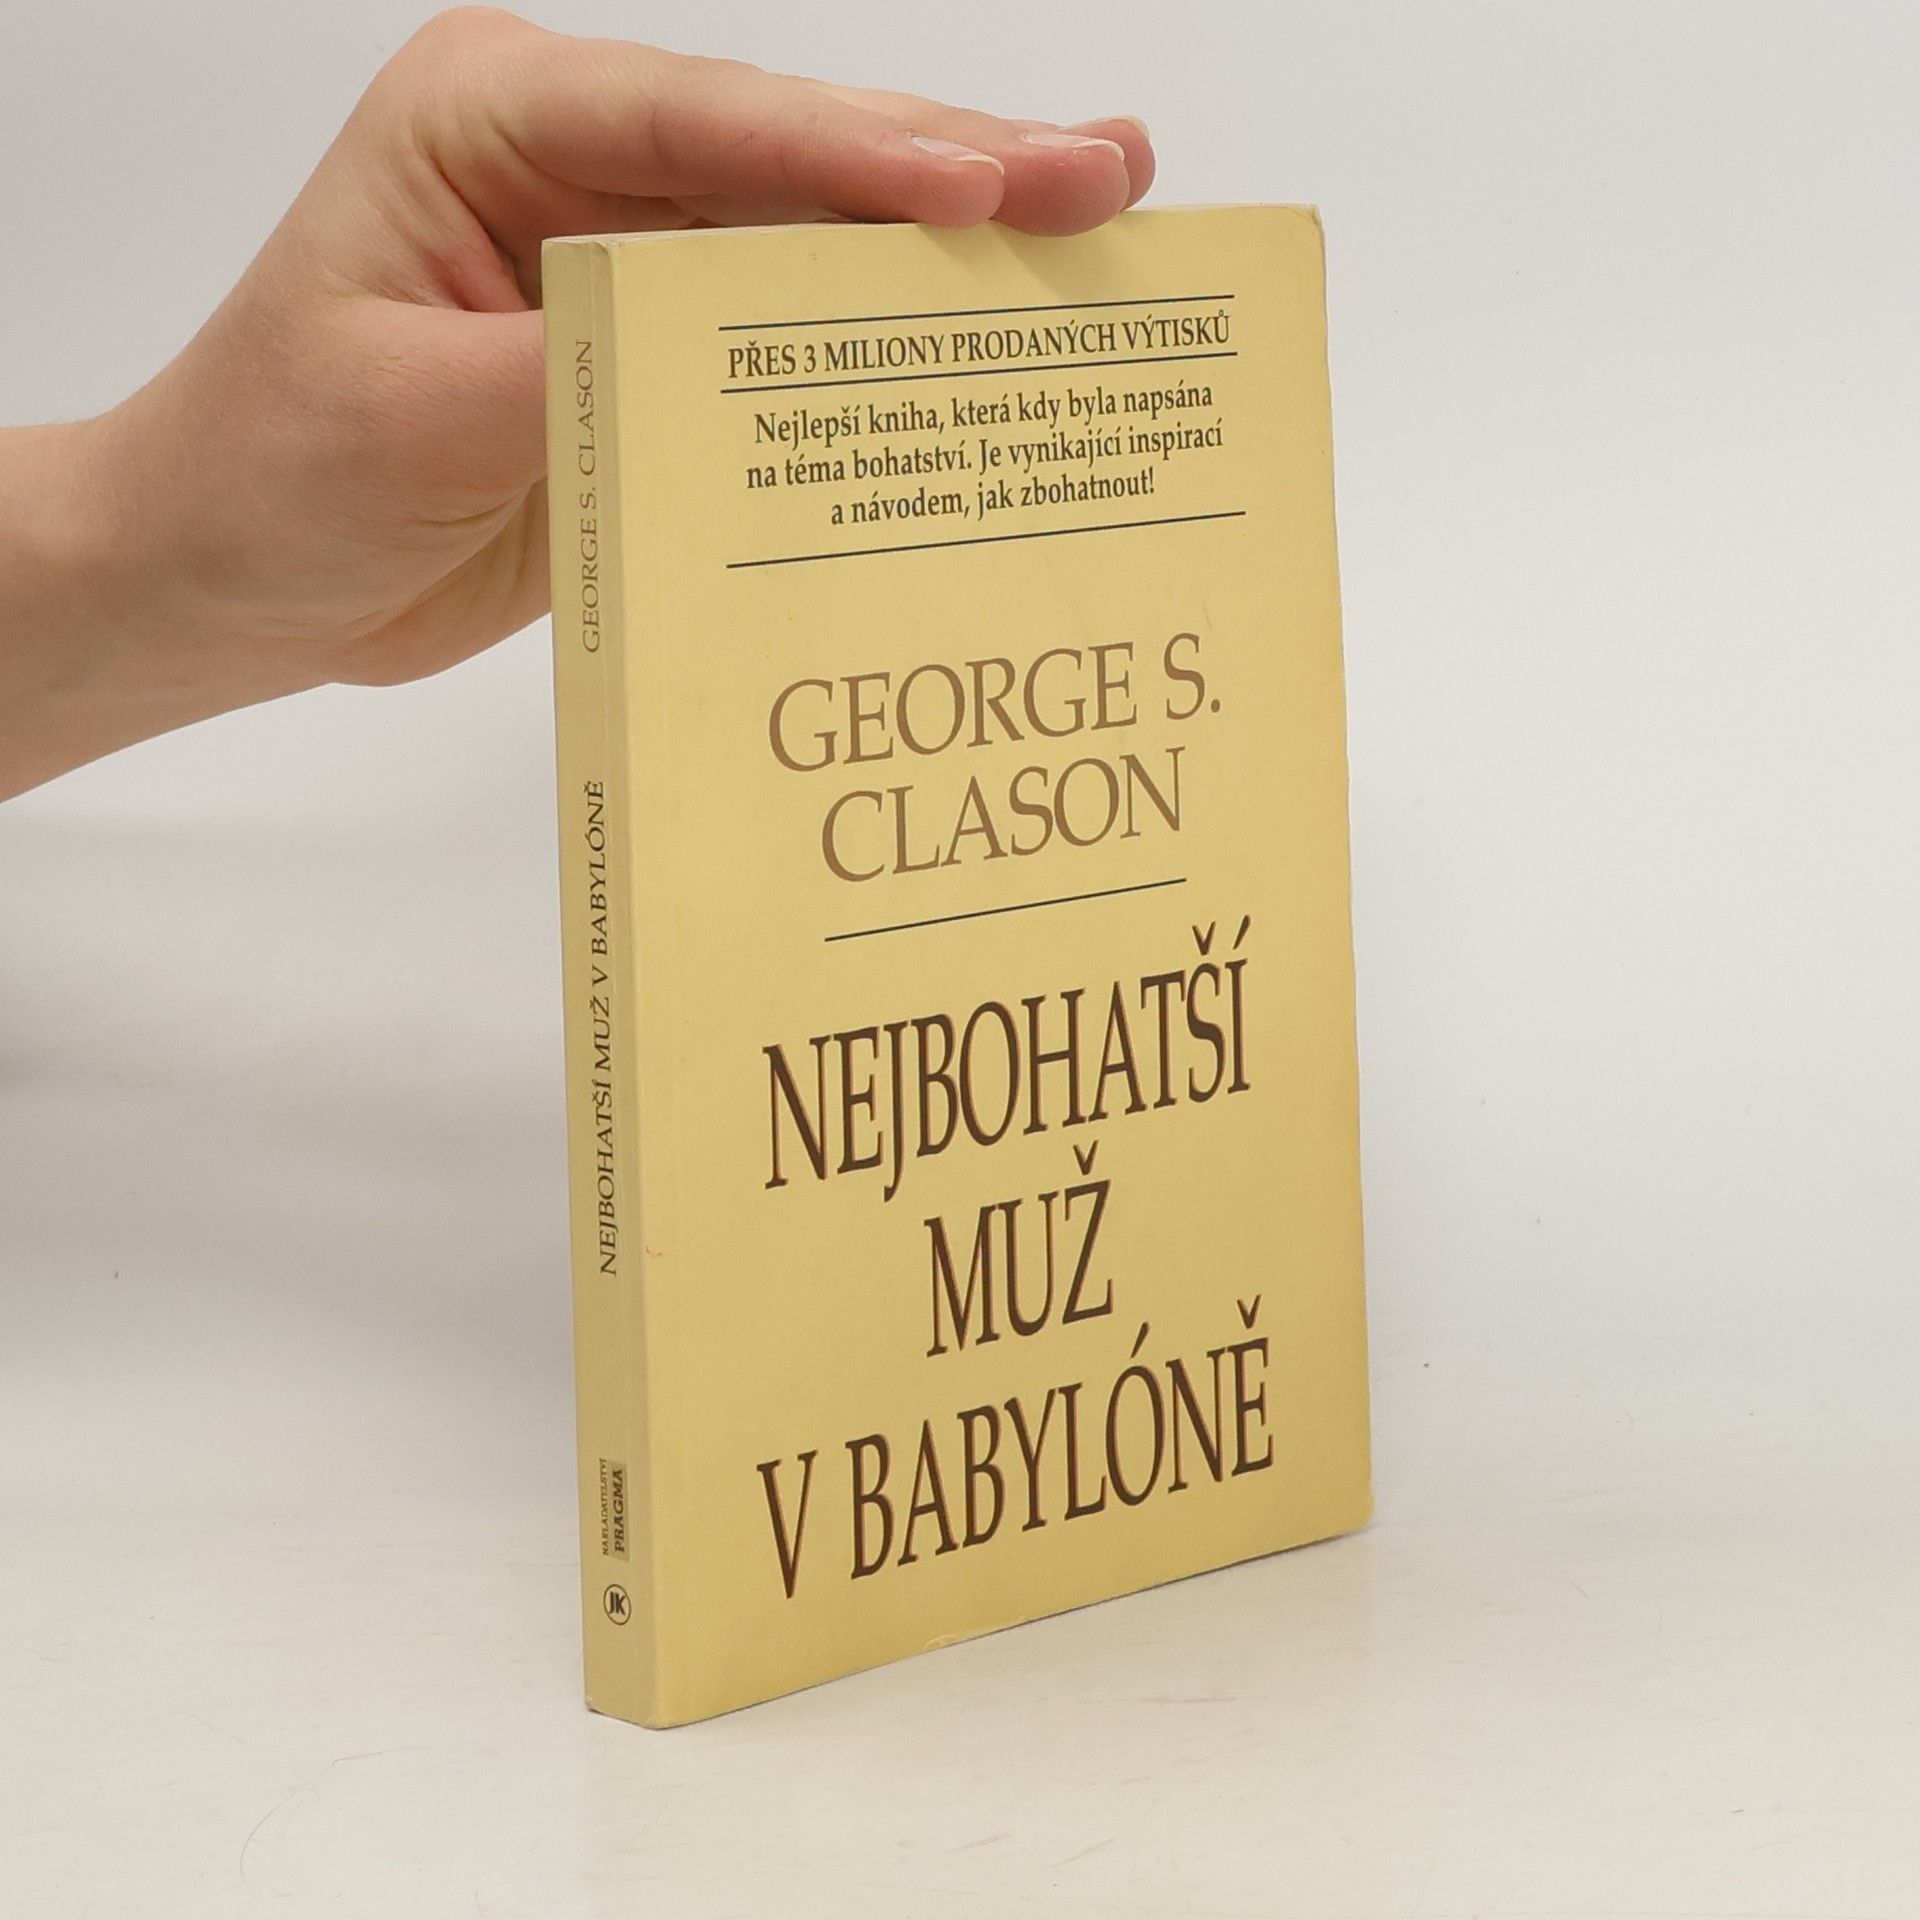 PŘES 3 MILIONY PRODANÝCH VÝTISKŮ
Nejlepší kniha, která kdy byla napsána
na téma bohatství. Je vynikající inspirací
a návodem, jak zbohatnout!
GEORGE S.
CLASON
NEJBOHATŠÍ
MUŽ
V BABYLÓNĚ
GEORGE S. CLASON
NEJBOHATŠÍ MUŽ V BABYLÓNĚ
NAKLADATELSTVÍ
PRAGMA
JK